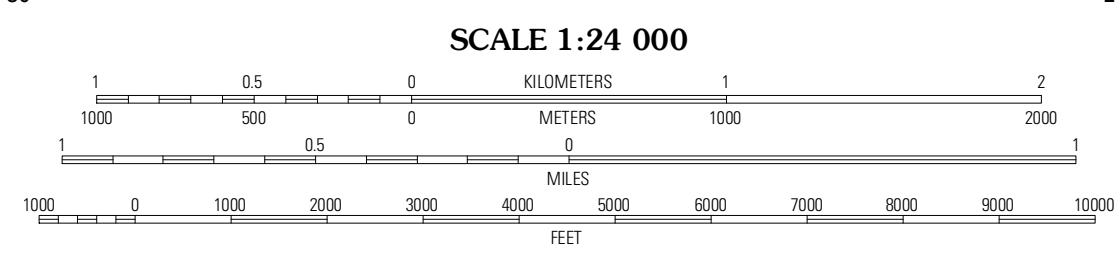 SCALE 1:24 000
1 0.5 0 KILOMETERS 1 2
1000 500 0 METERS 1000 2000
1 0.5 0 1
MILES
1000 0 1000 2000 3000 4000 5000 6000 7000 8000 9000 10000
FEET